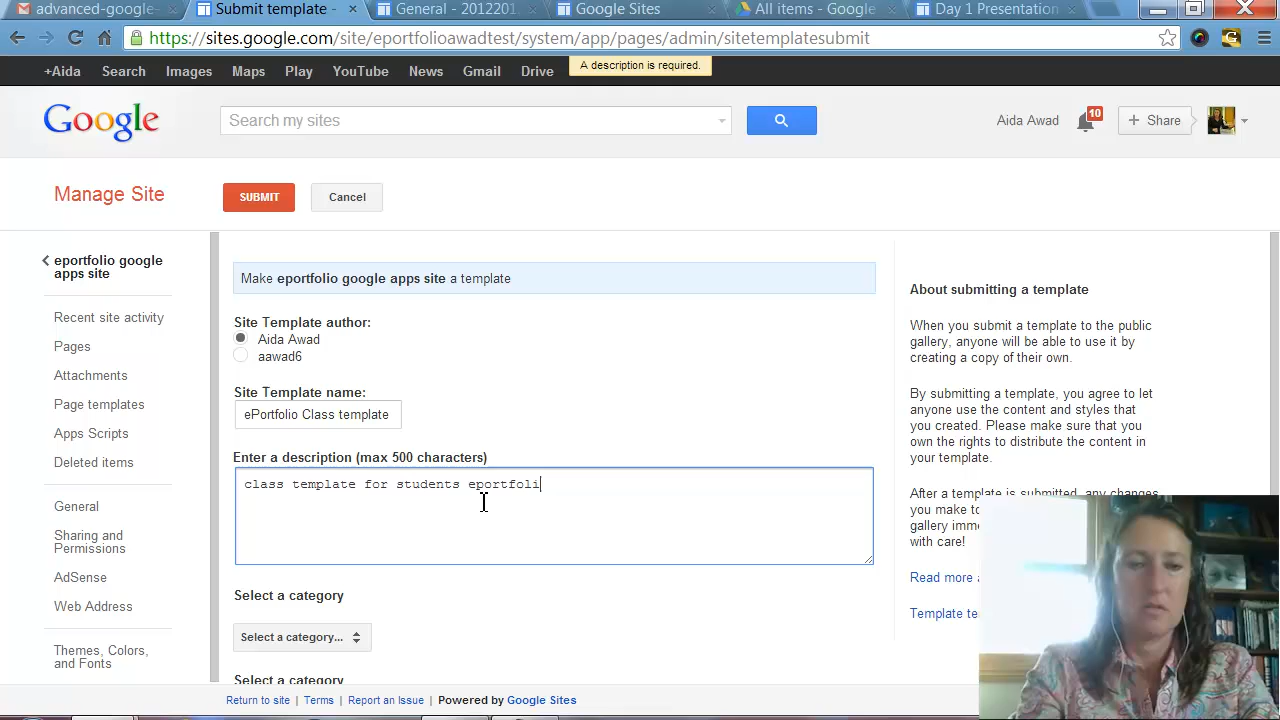 advanced-google-
Submit template -
General - 2012201
Google Sites
All items - Google
Day 1 Presentation
https://sites.google.com/site/eportfolioawadtest/system/app/pages/admin/sitetemplatesubmit
+Aida Search Images Maps Play YouTube News Gmail Drive
A description is required.
Google
Search my sites
Aida Awad
10
+ Share
Manage Site
SUBMIT
Cancel
eportfolio google
apps site
Recent site activity
Pages
Attachments
Page templates
Apps Scripts
Deleted items
General
Sharing and
Permissions
AdSense
Web Address
Themes, Colors,
and Fonts
Make eportfolio google apps site a template
Site Template author:
Aida Awad
aawad6
Site Template name:
ePortfolio Class template
Enter a description (max 500 characters)
class template for students eportfoli
Select a category
Select a category...
Select a category
About submitting a template
When you submit a template to the public
gallery, anyone will be able to use it by
creating a copy of their own.
By submitting a template, you agree to let
anyone use the content and styles that
you created. Please make sure that you
own the rights to distribute the content in
your template.
After a template is submitted, any changes
you make to
gallery imme
with care!
Read more a
Template te
Return to site | Terms | Report an Issue | Powered by Google Sites